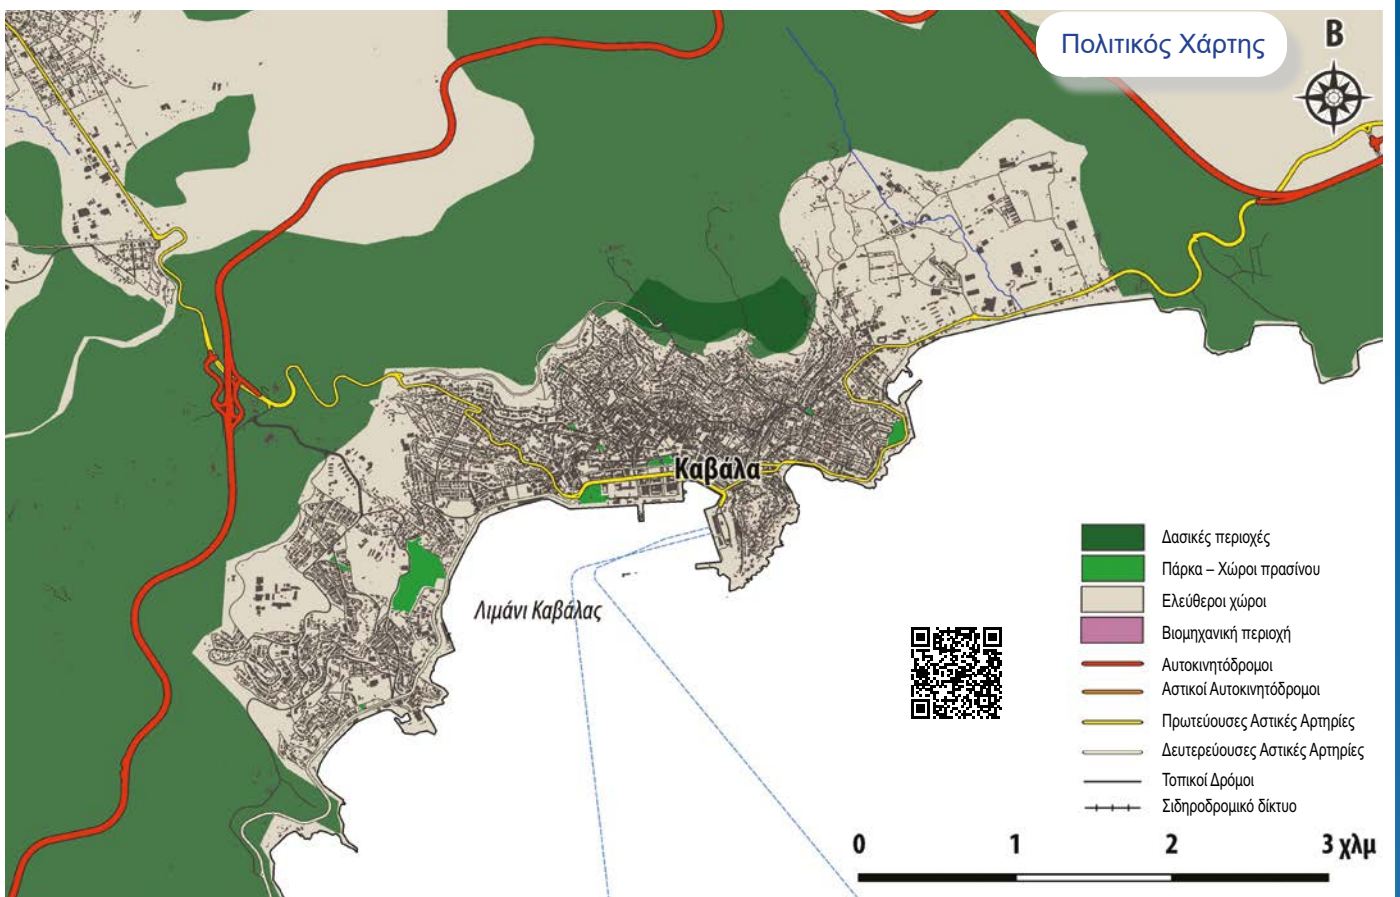 Πολιτικός Χάρτης
Β
Καβάλα
Λιμάνι Καβάλας
Δασικές περιοχές
Πάρκα – Χώροι πρασίνου
Ελεύθεροι χώροι
Βιομηχανική περιοχή
Αυτοκινητόδρομοι
Αστικοί Αυτοκινητόδρομοι
Πρωτεύουσες Αστικές Αρτηρίες
Δευτερεύουσες Αστικές Αρτηρίες
Τοπικοί Δρόμοι
Σιδηροδρομικό δίκτυο
0 1 2 3 χλμ